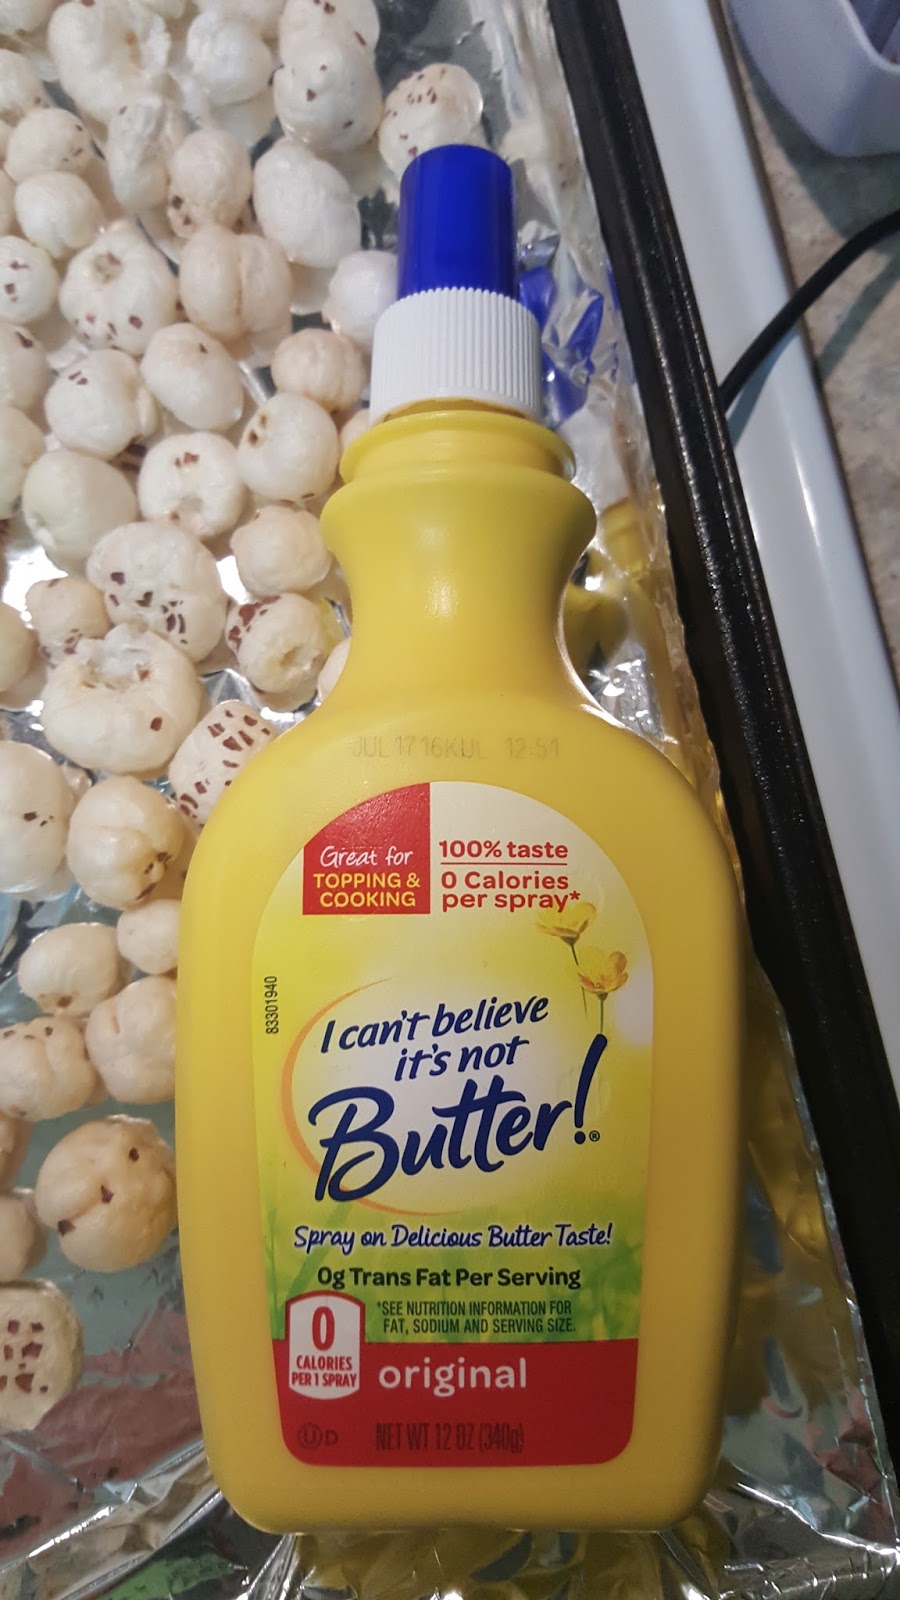 JUL 17 16 KUL 12:51
Great for
TOPPING &
COOKING
100% taste
0 Calories
per spray*
83301940
I can't believe
it's not
Butter!®
Spray on Delicious Butter Taste!
0g Trans Fat Per Serving
*SEE NUTRITION INFORMATION FOR
FAT, SODIUM AND SERVING SIZE.
0
CALORIES
PER 1 SPRAY
original
U D
NET WT 12 OZ (340g)